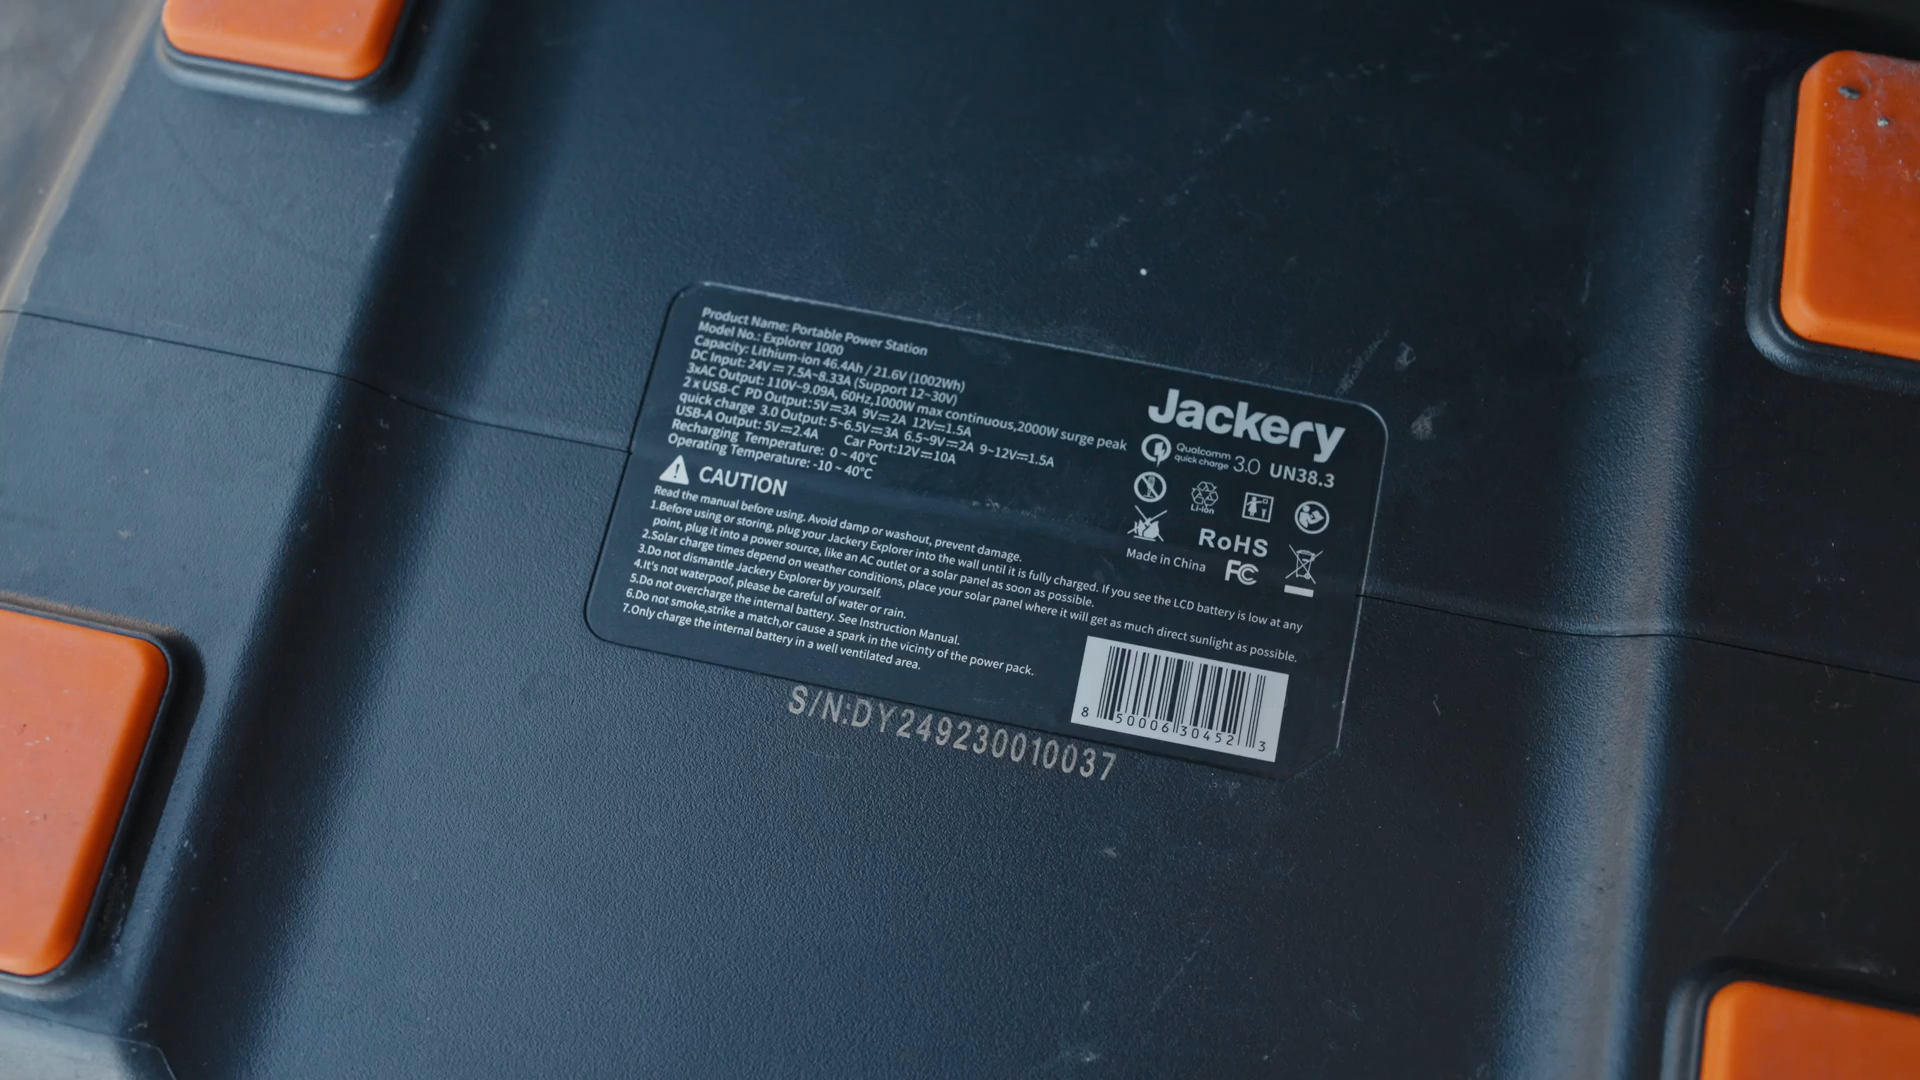 Product Name: Portable Power Station
Model No.: Explorer 1000
Capacity: Lithium-ion 46.4Ah / 21.6V (1002Wh)
DC Input: 24V⎓7.5A~8.33A (Support 12~30V)
3xAC Output: 110V~9.09A, 60Hz,1000W max continuous,2000W surge peak
2 x USB-C PD Output:5V⎓3A 9V⎓2A 12V⎓1.5A
quick charge 3.0 Output: 5~6.5V⎓3A 6.5~9V⎓2A 9~12V⎓1.5A
USB-A Output: 5V⎓2.4A Car Port:12V⎓10A
Recharging Temperature: 0 ~ 40°C
Operating Temperature: -10 ~ 40°C
Jackery
Qualcomm
quick charge 3.0 UN38.3
Li-ion
RoHS
Made in China
FC
CAUTION
Read the manual before using. Avoid damp or washout, prevent damage.
1.Before using or storing, plug your Jackery Explorer into the wall until it is fully charged. If you see the LCD battery is low at any
point, plug it into a power source, like an AC outlet or a solar panel as soon as possible.
2.Solar charge times depend on weather conditions, place your solar panel where it will get as much direct sunlight as possible.
3.Do not dismantle Jackery Explorer by yourself.
4.It's not waterpoof, please be careful of water or rain.
5.Do not overcharge the internal battery. See Instruction Manual.
6.Do not smoke,strike a match,or cause a spark in the vicinty of the power pack.
7.Only charge the internal battery in a well ventilated area.
8 50006 30452 3
S/N:DY249230010037